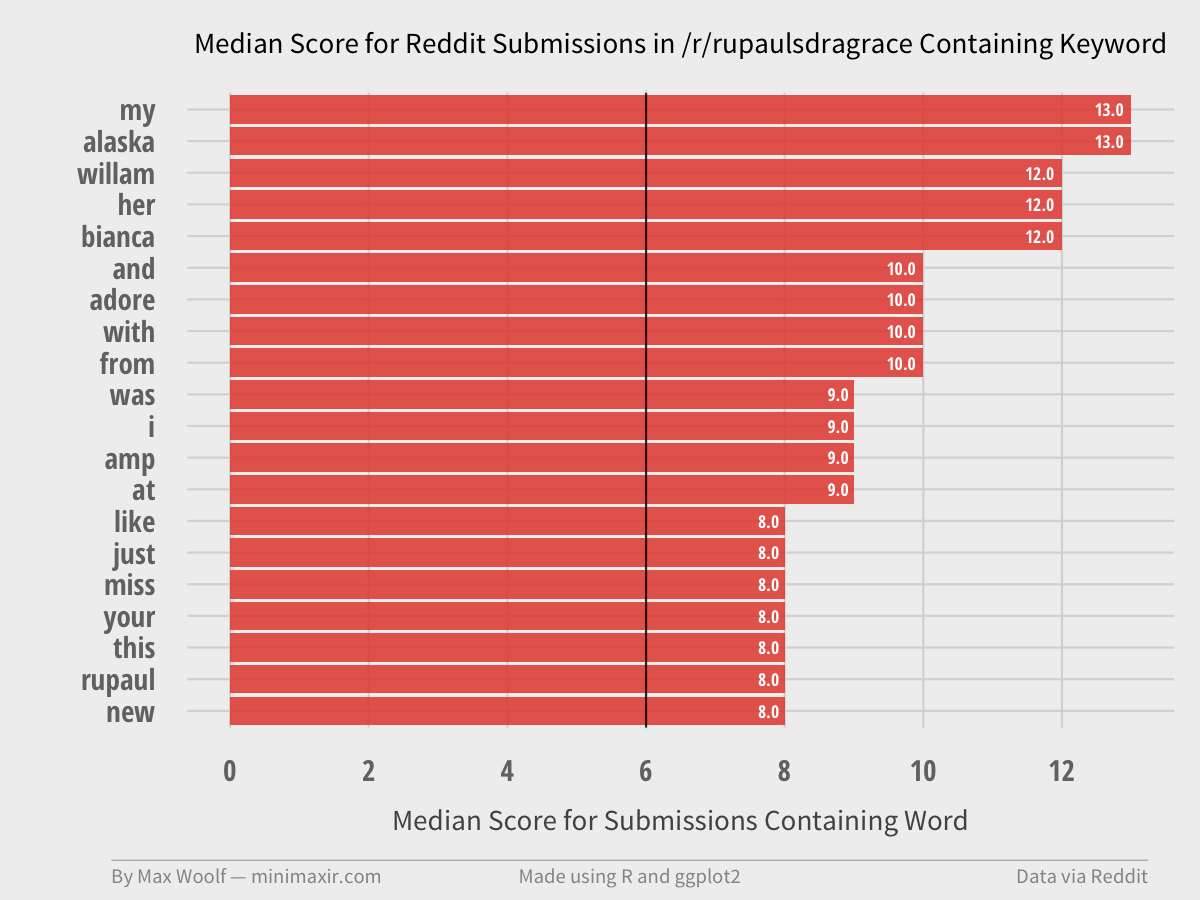 Median Score for Reddit Submissions in /r/rupaulsdragrace Containing Keyword
my 13.0
alaska 13.0
willam 12.0
her 12.0
bianca 12.0
and 10.0
adore 10.0
with 10.0
from 10.0
was 9.0
i 9.0
amp 9.0
at 9.0
like 8.0
just 8.0
miss 8.0
your 8.0
this 8.0
rupaul 8.0
new 8.0
0 2 4 6 8 10 12
Median Score for Submissions Containing Word
By Max Woolf — minimaxir.com Made using R and ggplot2 Data via Reddit